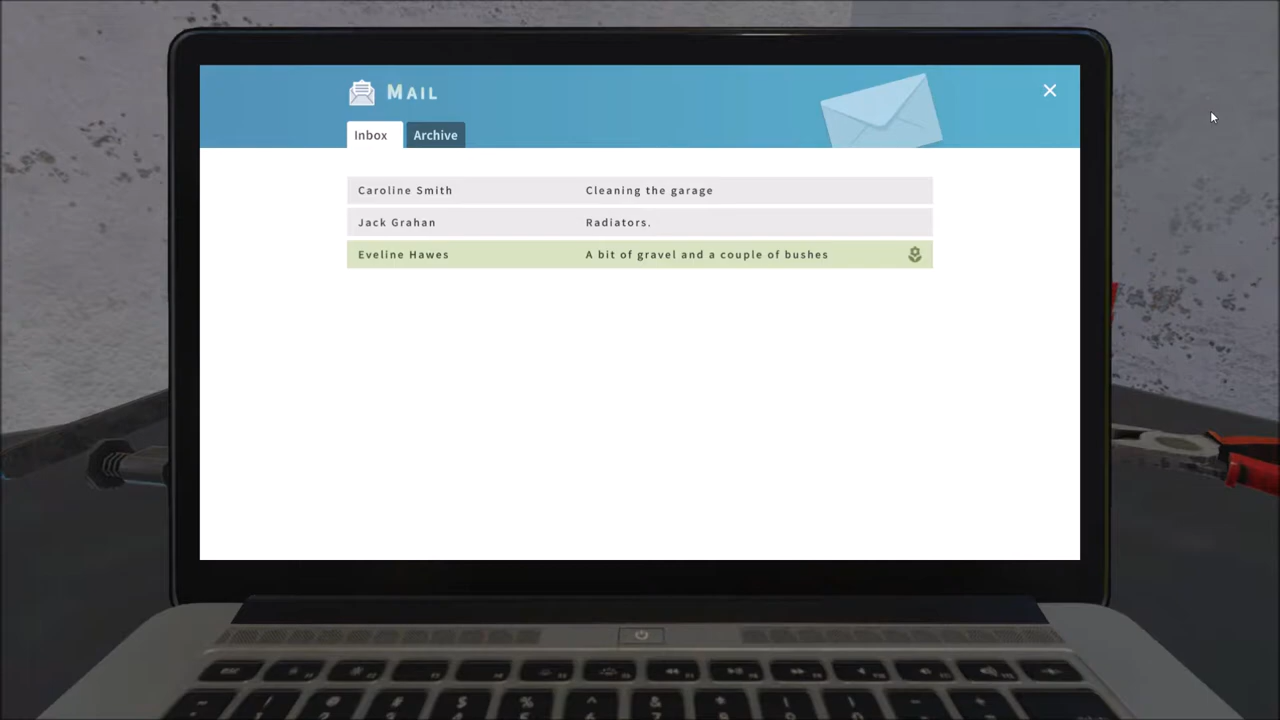 MAIL
Inbox Archive
Caroline Smith Cleaning the garage
Jack Grahan Radiators.
Eveline Hawes A bit of gravel and a couple of bushes
esc